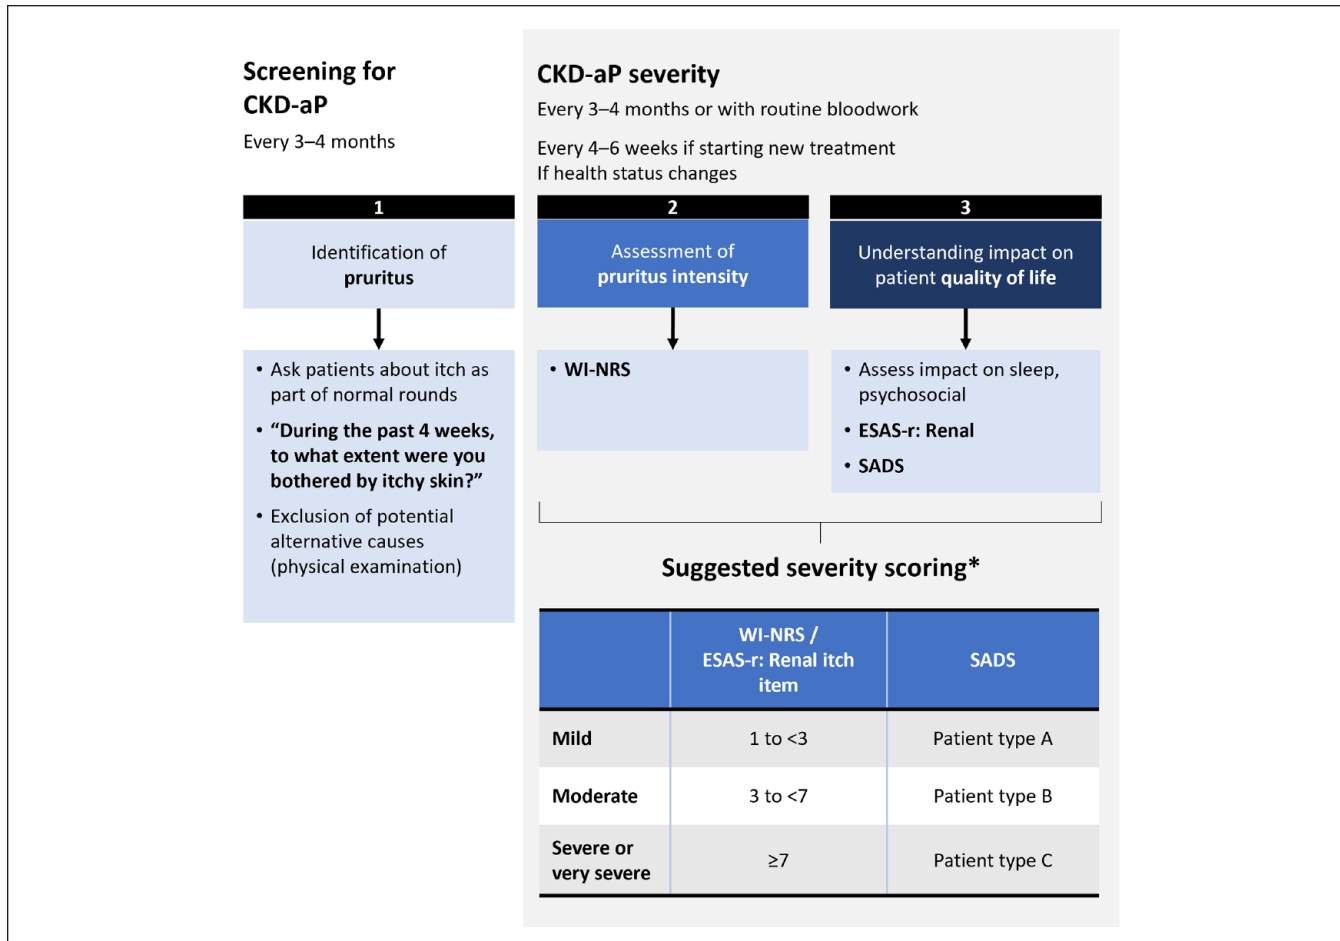 Screening for
CKD-aP
Every 3–4 months
CKD-aP severity
Every 3–4 months or with routine bloodwork
Every 4–6 weeks if starting new treatment
If health status changes
1
Identification of
pruritus
• Ask patients about itch as
part of normal rounds
• “During the past 4 weeks,
to what extent were you
bothered by itchy skin?”
• Exclusion of potential
alternative causes
(physical examination)
2
Assessment of
pruritus intensity
• WI-NRS
3
Understanding impact on
patient quality of life
• Assess impact on sleep,
psychosocial
• ESAS-r: Renal
• SADS
Suggested severity scoring*
WI-NRS /
ESAS-r: Renal itch
item
SADS
Mild
1 to <3
Patient type A
Moderate
3 to <7
Patient type B
Severe or
very severe
≥7
Patient type C